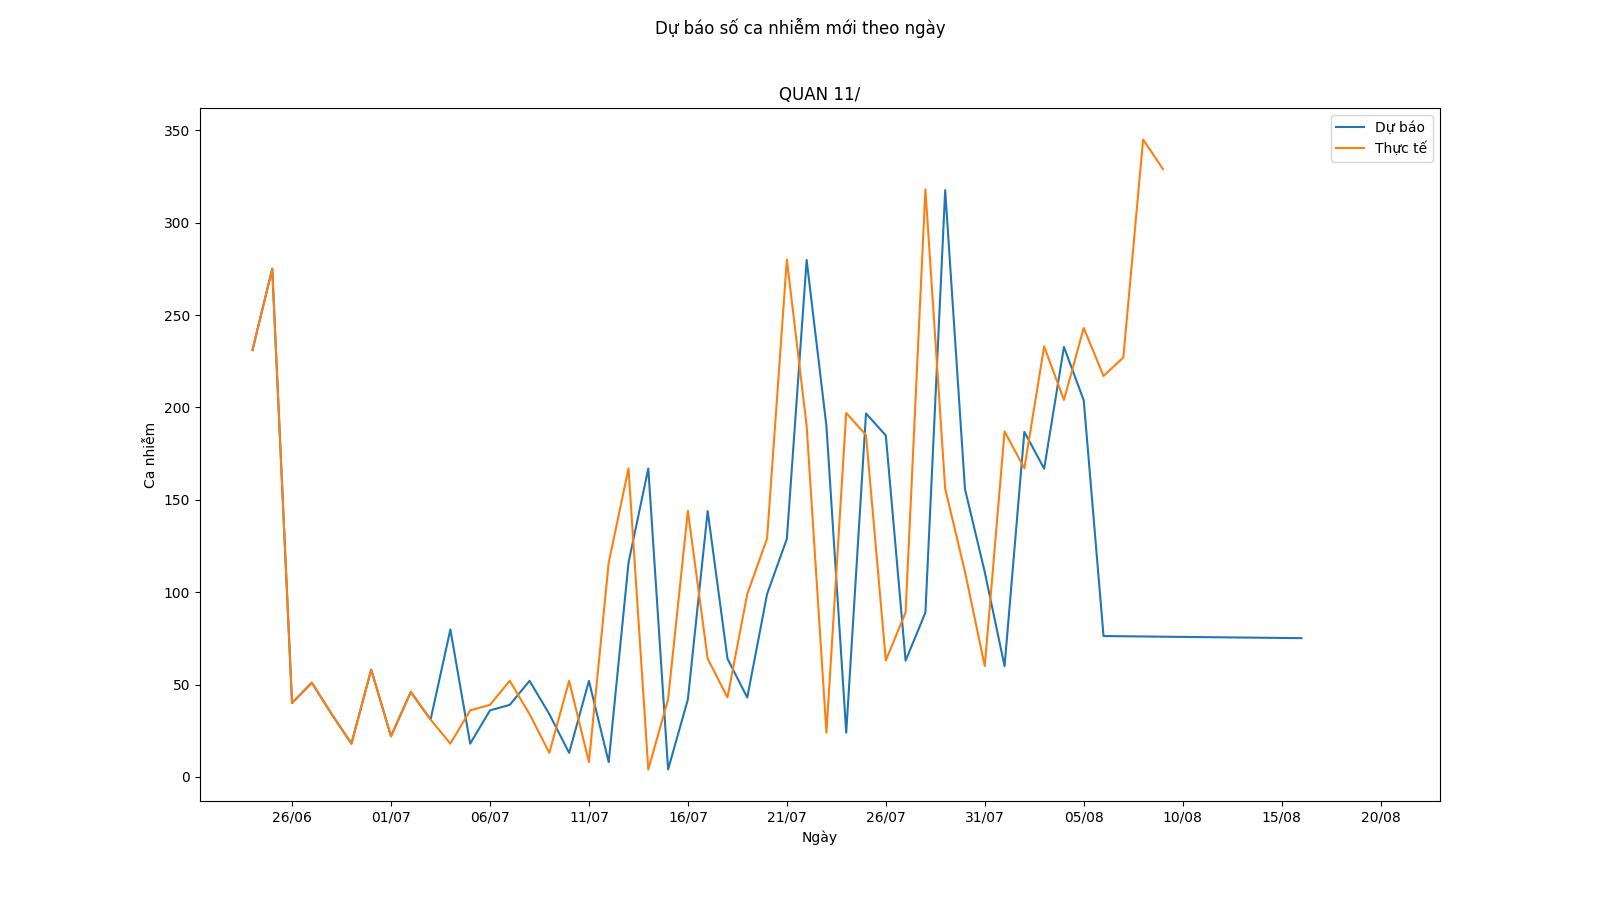 Dự báo số ca nhiễm mới theo ngày
QUAN 11/
Dự báo
Thực tế
350
300
250
200
150
100
50
0
Ca nhiễm
26/06 01/07 06/07 11/07 16/07 21/07 26/07 31/07 05/08 10/08 15/08 20/08
Ngày